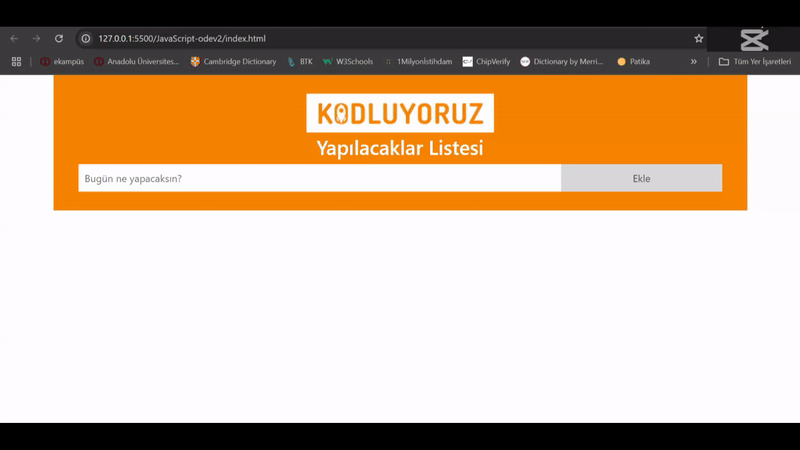 127.0.0.1:5500/JavaScript-odev2/index.html
ekampüs
Anadolu Üniversites...
Cambridge Dictionary
BTK
W3Schools
1Milyonİstihdam
ChipVerify
Dictionary by Merri...
Patika
»
Tüm Yer İşaretleri
KODLUYORUZ
Yapılacaklar Listesi
Bugün ne yapacaksın?
Ekle